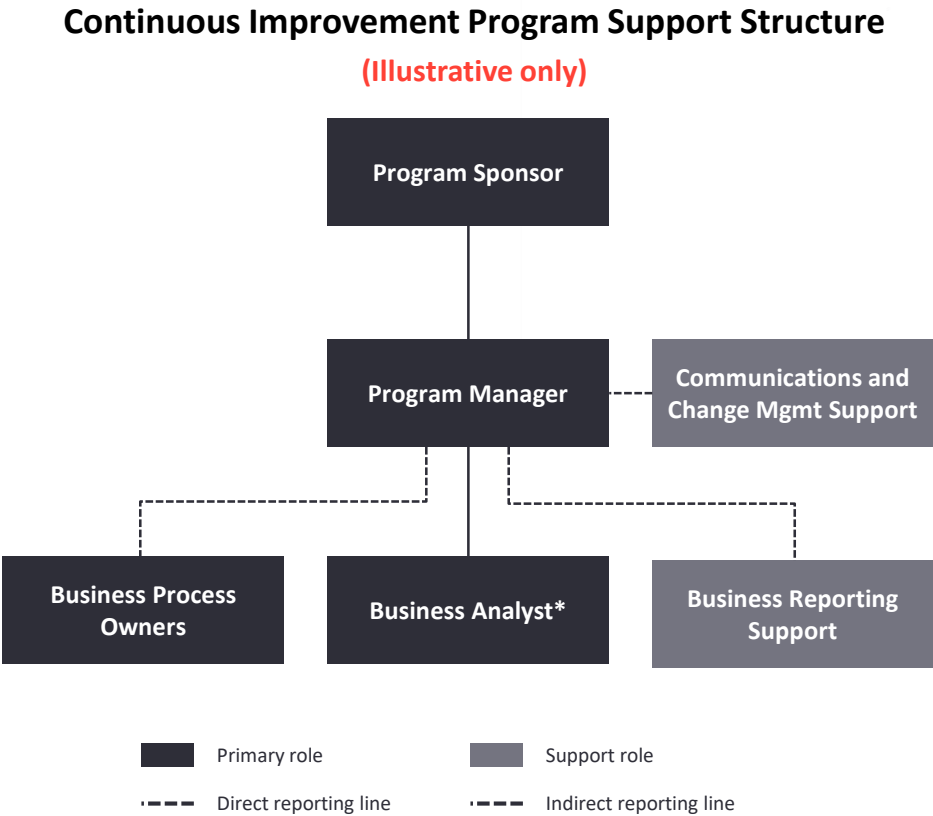 Continuous Improvement Program Support Structure
(Illustrative only)
Program Sponsor
Program Manager
Communications and
Change Mgmt Support
Business Process
Owners
Business Analyst*
Business Reporting
Support
Primary role
Support role
Direct reporting line
Indirect reporting line